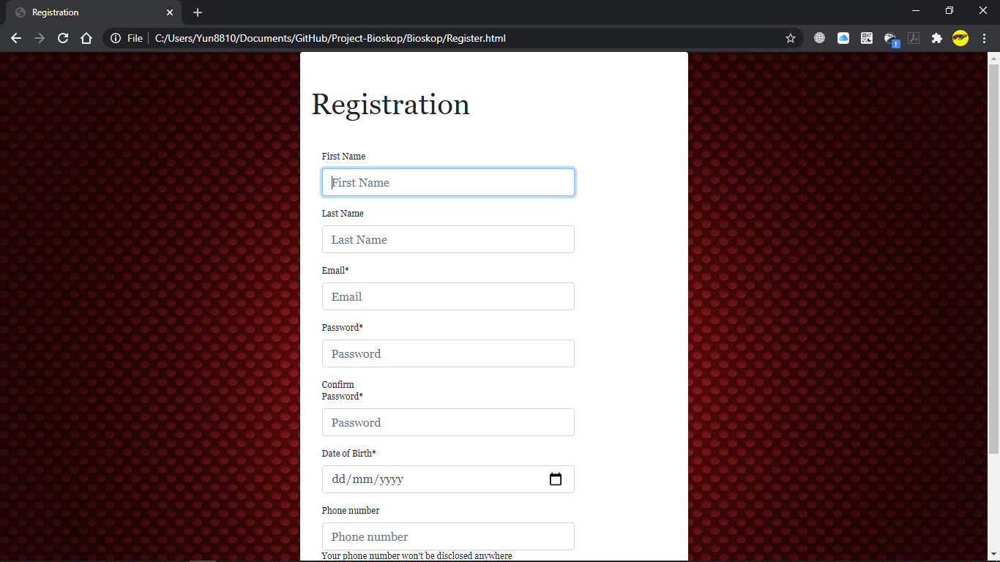 Registration
File
C:/Users/Yun8810/Documents/GitHub/Project-Bioskop/Bioskop/Register.html
Registration
First Name
First Name
Last Name
Last Name
Email*
Email
Password*
Password
Confirm
Password*
Password
Date of Birth*
dd/mm/yyyy
Phone number
Phone number
Your phone number won't be disclosed anywhere